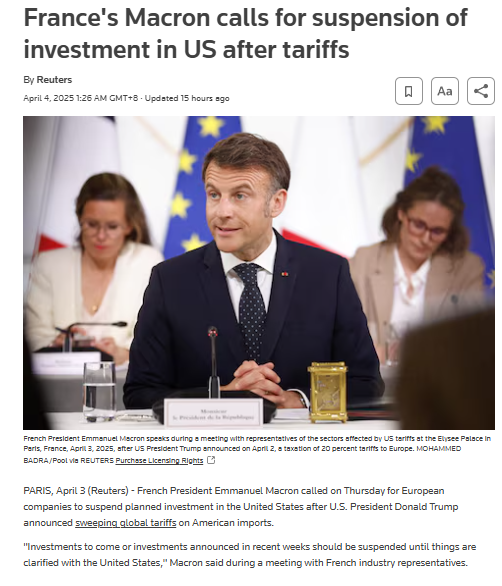 France's Macron calls for suspension of
investment in US after tariffs
By Reuters
April 4, 2025 1:26 AM GMT+8 · Updated 15 hours ago
Aa
Monsieur
le Président de la République
French President Emmanuel Macron speaks during a meeting with representatives of the sectors affected by US tariffs at the Elysee Palace in
Paris, France, April 3, 2025, after US President Trump announced on April 2, a taxation of 20 percent tariffs to Europe. MOHAMMED
BADRA/Pool via REUTERS Purchase Licensing Rights
PARIS, April 3 (Reuters) - French President Emmanuel Macron called on Thursday for European
companies to suspend planned investment in the United States after U.S. President Donald Trump
announced sweeping global tariffs on American imports.
"Investments to come or investments announced in recent weeks should be suspended until things are
clarified with the United States," Macron said during a meeting with French industry representatives.